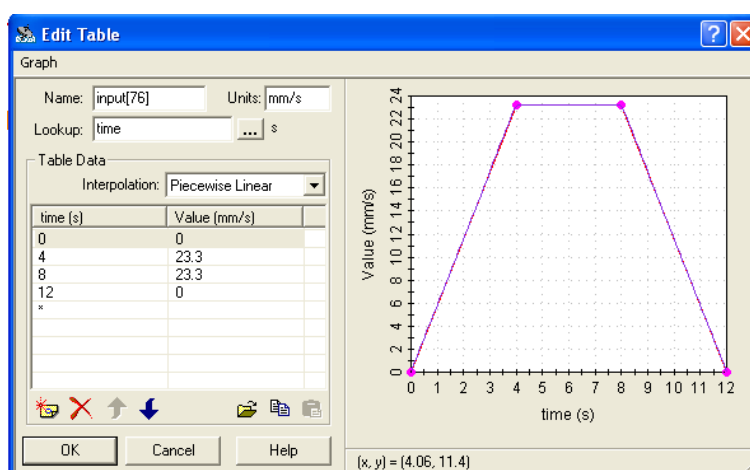 Edit Table
Graph
Name: input[76] Units: mm/s
Lookup: time ... s
Table Data
Interpolation: Piecewise Linear
time (s) Value (mm/s)
0 0
4 23.3
8 23.3
12 0
*
OK Cancel Help
Value (mm/s)
24
22
20
18
16
14
12
10
8
6
4
2
0
0 1 2 3 4 5 6 7 8 9 10 11 12
time (s)
(x, y) = (4.06, 11.4)